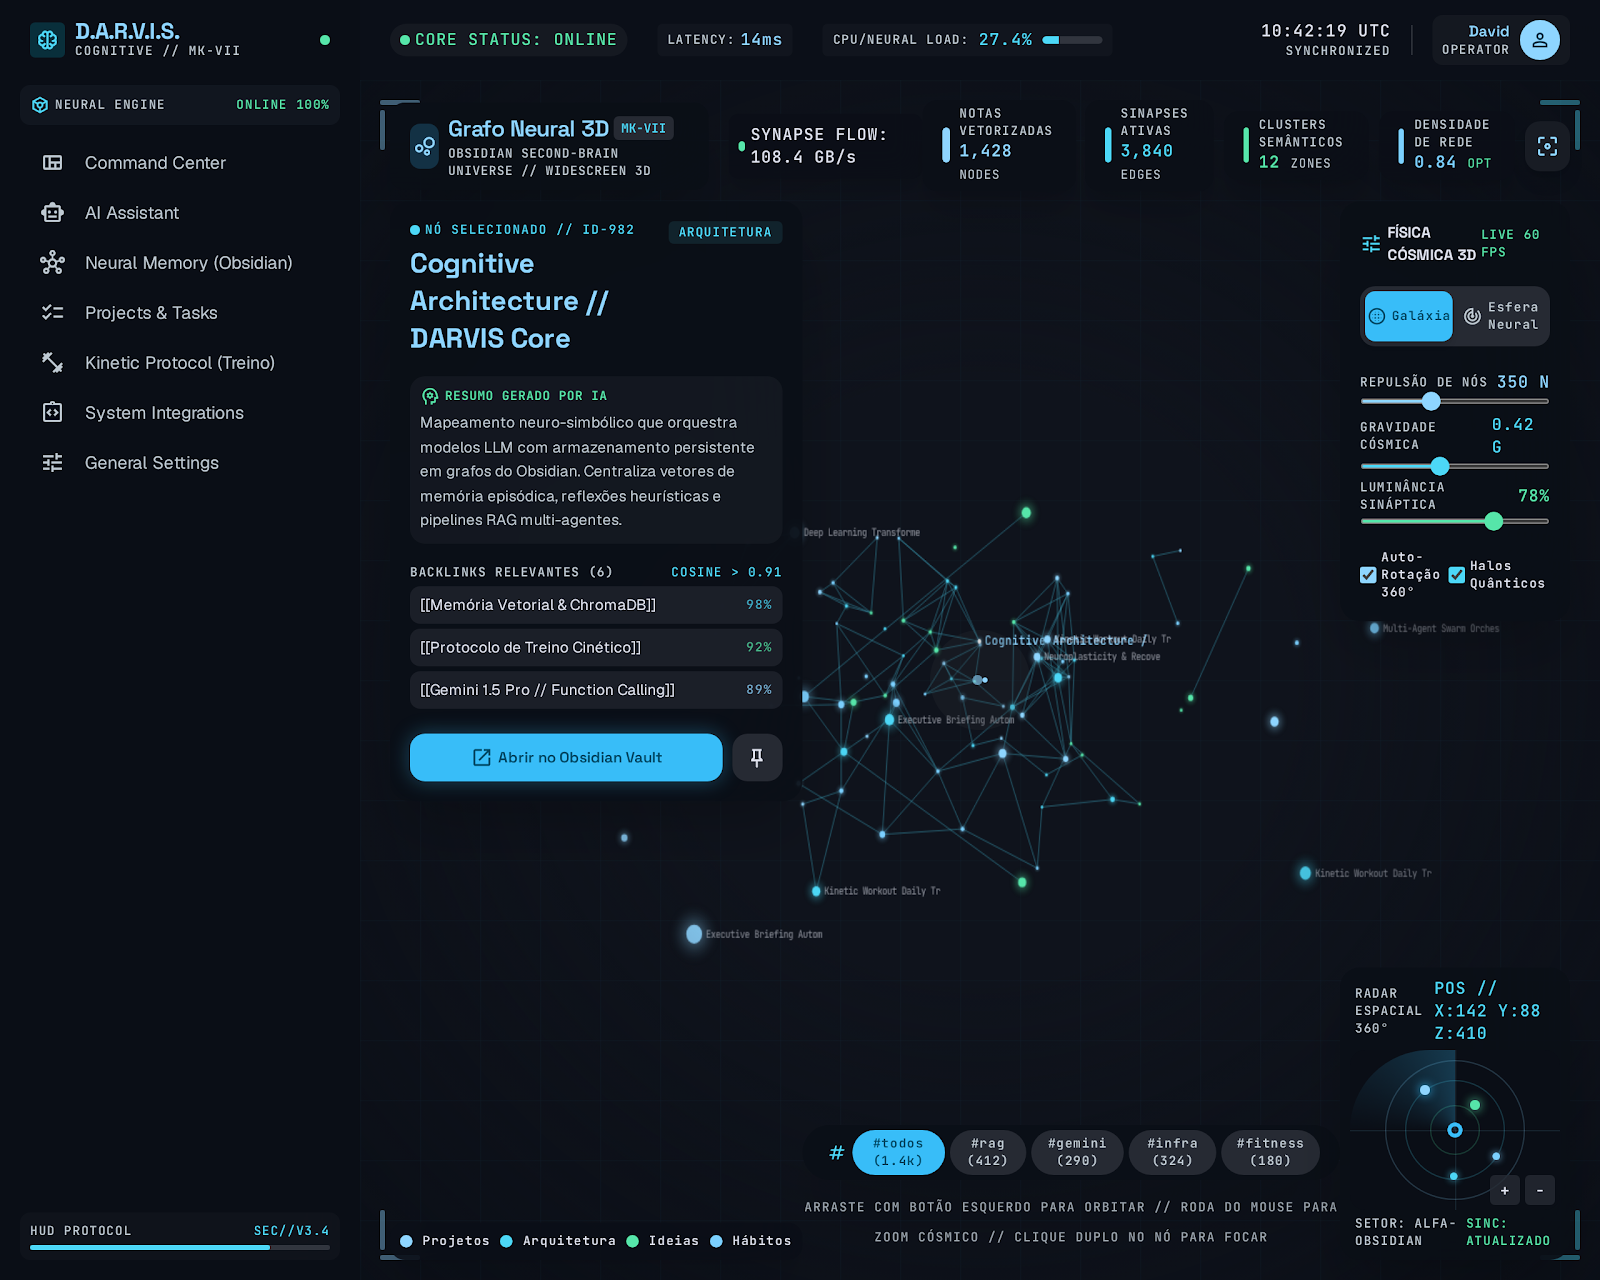 D.A.R.V.I.S.
COGNITIVE // MK-VII
CORE STATUS: ONLINE
LATENCY: 14ms
CPU/NEURAL LOAD: 27.4%
10:42:19 UTC
SYNCHRONIZED
David
OPERATOR
NEURAL ENGINE
ONLINE 100%
Command Center
AI Assistant
Neural Memory (Obsidian)
Projects & Tasks
Kinetic Protocol (Treino)
System Integrations
General Settings
HUD PROTOCOL
SEC//V3.4
Grafo Neural 3D
MK-VII
OBSIDIAN SECOND-BRAIN
UNIVERSE // WIDESCREEN 3D
SYNAPSE FLOW:
108.4 GB/s
NOTAS
VETORIZADAS
1,428
NODES
SINAPSES
ATIVAS
3,840
EDGES
CLUSTERS
SEMÂNTICOS
12 ZONES
DENSIDADE
DE REDE
0.84 OPT
NÓ SELECIONADO // ID-982
ARQUITETURA
Cognitive
Architecture //
DARVIS Core
RESUMO GERADO POR IA
Mapeamento neuro-simbólico que orquestra
modelos LLM com armazenamento persistente
em grafos do Obsidian. Centraliza vetores de
memória episódica, reflexões heurísticas e
pipelines RAG multi-agentes.
BACKLINKS RELEVANTES (6)
COSINE > 0.91
[[Memória Vetorial & ChromaDB]]
98%
[[Protocolo de Treino Cinético]]
92%
[[Gemini 1.5 Pro // Function Calling]]
89%
Abrir no Obsidian Vault
FÍSICA
CÓSMICA 3D
LIVE 60
FPS
Galáxia
Esfera
Neural
REPULSÃO DE NÓS
350 N
GRAVIDADE
CÓSMICA
0.42
G
LUMINÂNCIA
SINÁPTICA
78%
Auto-
Rotação
360°
Halos
Quânticos
Deep Learning Transforme
Multi-Agent Swarm Orches
Cognitive Architecture /
Kinetic Workout Daily Tr
Neuroplasticity & Recove
Executive Briefing Autom
Kinetic Workout Daily Tr
Kinetic Workout Daily Tr
Executive Briefing Autom
RADAR
ESPACIAL
360°
POS //
X:142 Y:88
Z:410
+
-
SETOR: ALFA-
OBSIDIAN
SINC:
ATUALIZADO
#
#todos
(1.4k)
#rag
(412)
#gemini
(290)
#infra
(324)
#fitness
(180)
ARRASTE COM BOTÃO ESQUERDO PARA ORBITAR // RODA DO MOUSE PARA
ZOOM CÓSMICO // CLIQUE DUPLO NO NÓ PARA FOCAR
Projetos
Arquitetura
Ideias
Hábitos